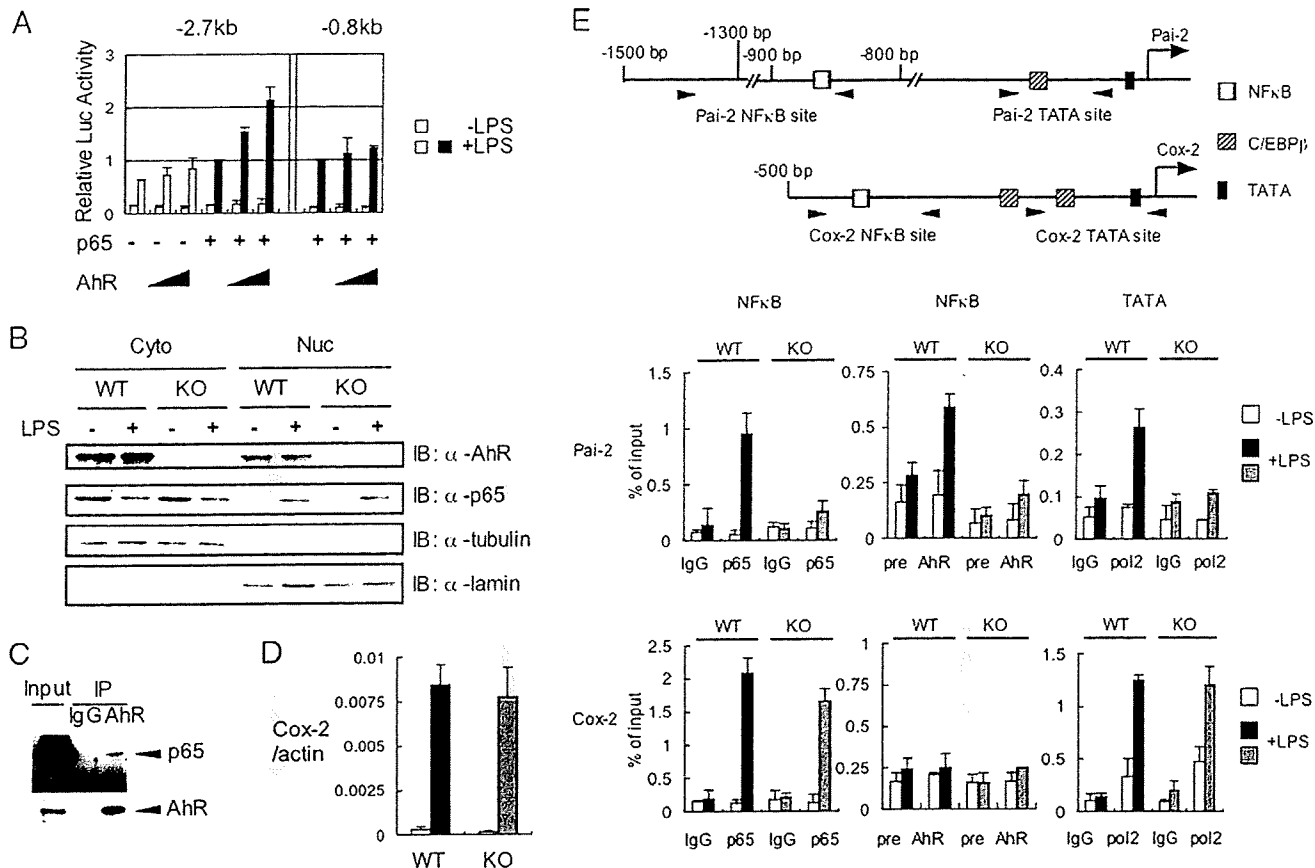 A
-2.7kb -0.8kb
Relative Luc Activity
3
2
1
0
-LPS
+LPS
p65 - - - + + + + + +
AhR
B
Cyto Nuc
WT KO WT KO
LPS - + - + - + - +
IB: α-AhR
IB: α-p65
IB: α-tubulin
IB: α-lamin
C
Input IP
IgG AhR
p65
AhR
D
Cox-2
/actin
0.01
0.0075
0.005
0.0025
0
WT KO
E
-1500 bp -1300 bp -900 bp -800 bp Pai-2
Pai-2 NFκB site Pai-2 TATA site
NFκB
C/EBPβ
TATA
-500 Cox-2
Cox-2 NFκB site Cox-2 TATA site
NFκB NFκB TATA
Pai-2
% of input
WT KO
1.5
1
0.5
0
IgG p65 IgG p65
WT KO
0.75
0.5
0.25
0
pre AhR pre AhR
WT KO
0.4
0.3
0.2
0.1
0
IgG pol2 IgG pol2
-LPS
+LPS
Cox-2
% of input
WT KO
2.5
2
1.5
1
0.5
0
IgG p65 IgG p65
WT KO
1
0.75
0.5
0.25
0
pre AhR pre AhR
WT KO
1.5
1
0.5
0
IgG pol2 IgG pol2
-LPS
+LPS